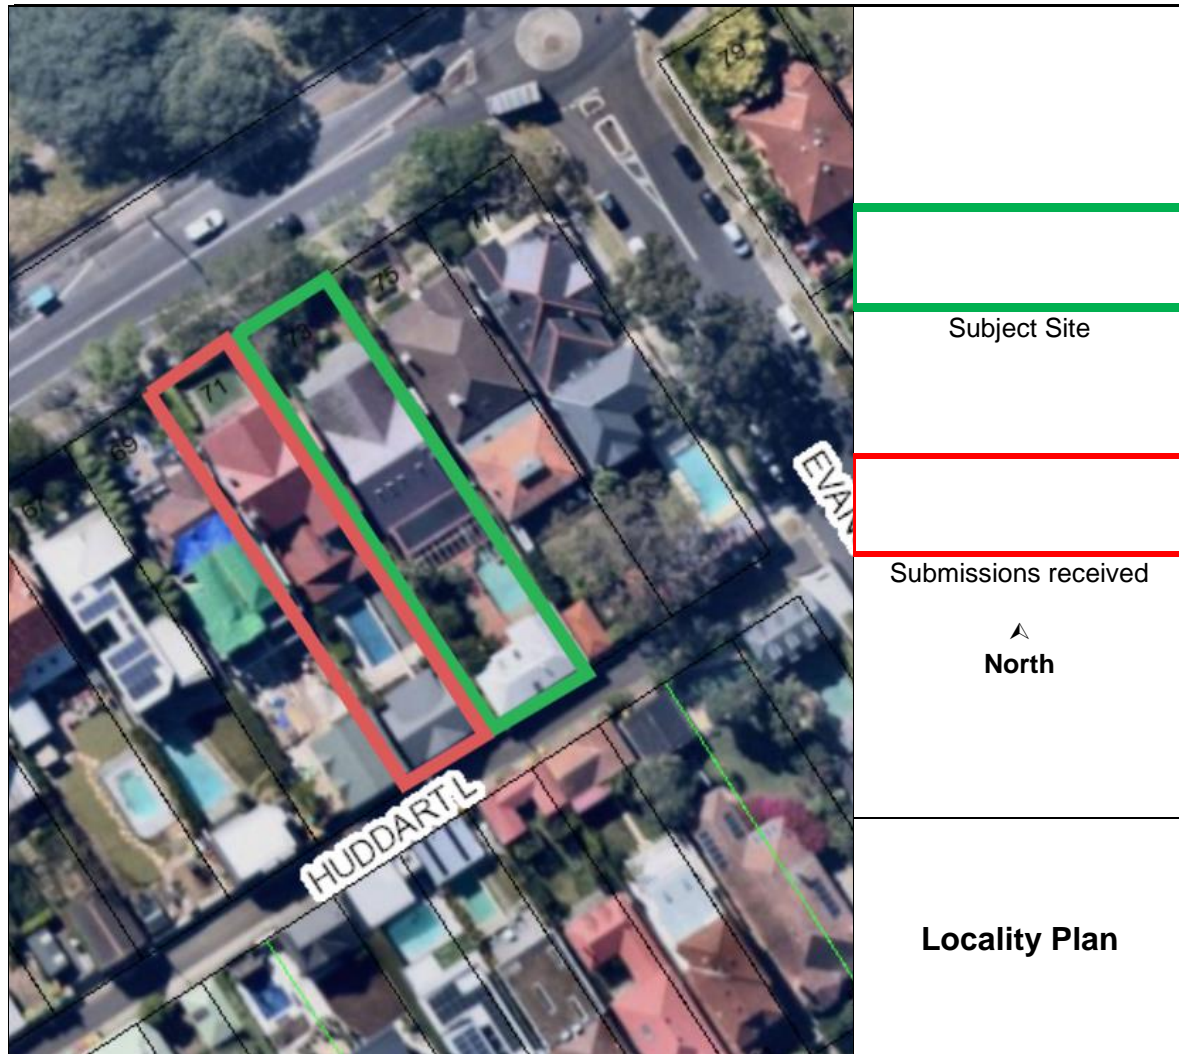 79
77
75
73
71
69
67
EVAN
HUDDART L
Subject Site
Submissions received
North
Locality Plan